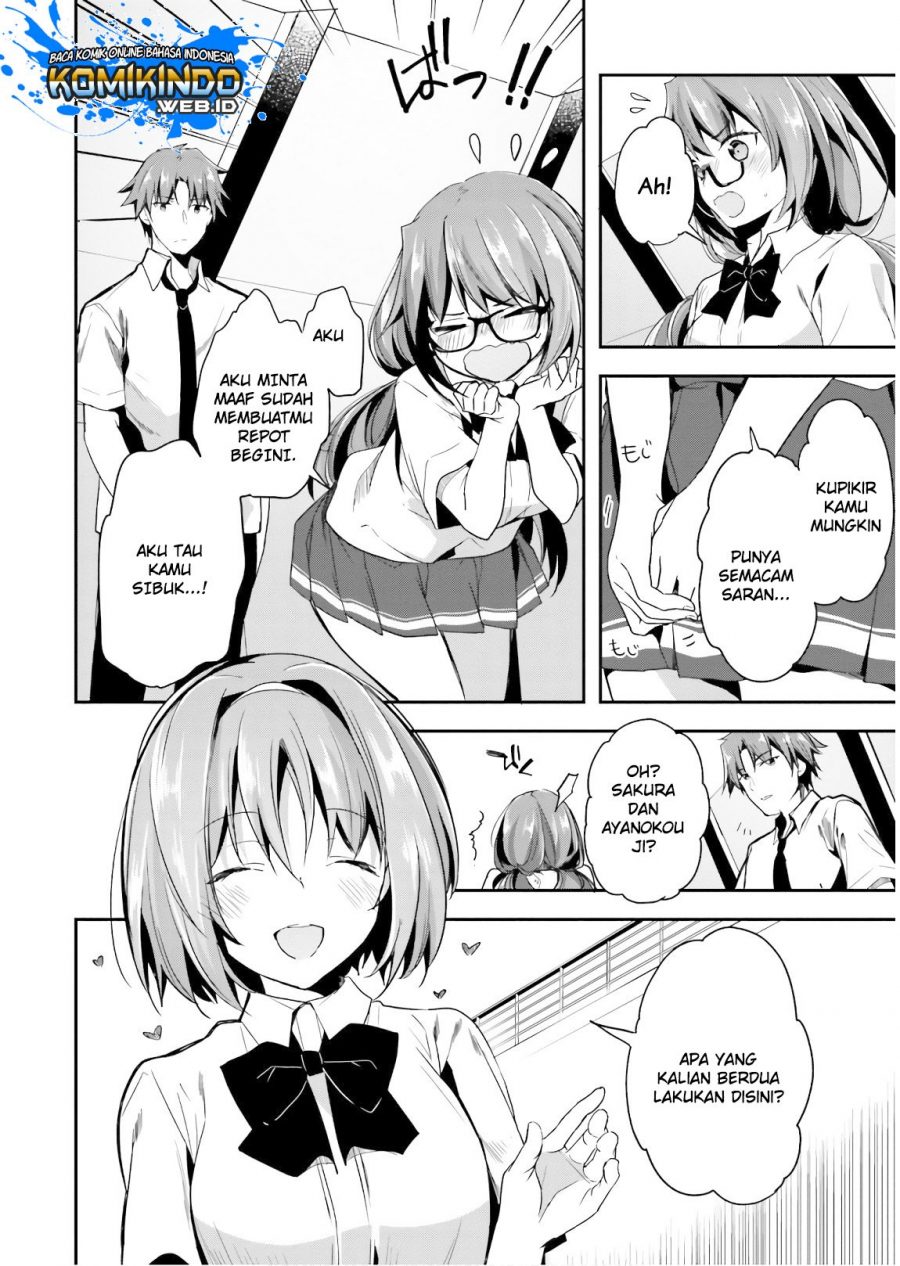 BACA KOMIK ONLINE BAHASA INDONESIA
KOMIKINDO
WEB.ID
Ah!
KUPIKIR
KAMU
MUNGKIN
PUNYA
SEMACAM
SARAN...
もじ
もじ
ばっ!!
AKU
AKU MINTA
MAAF SUDAH
MEMBUATMU
REPOT
BEGINI.
AKU TAU
KAMU
SIBUK...!
OH?
SAKURA
DAN
AYANOKOU
JI?
APA YANG
KALIAN BERDUA
LAKUKAN DISINI?